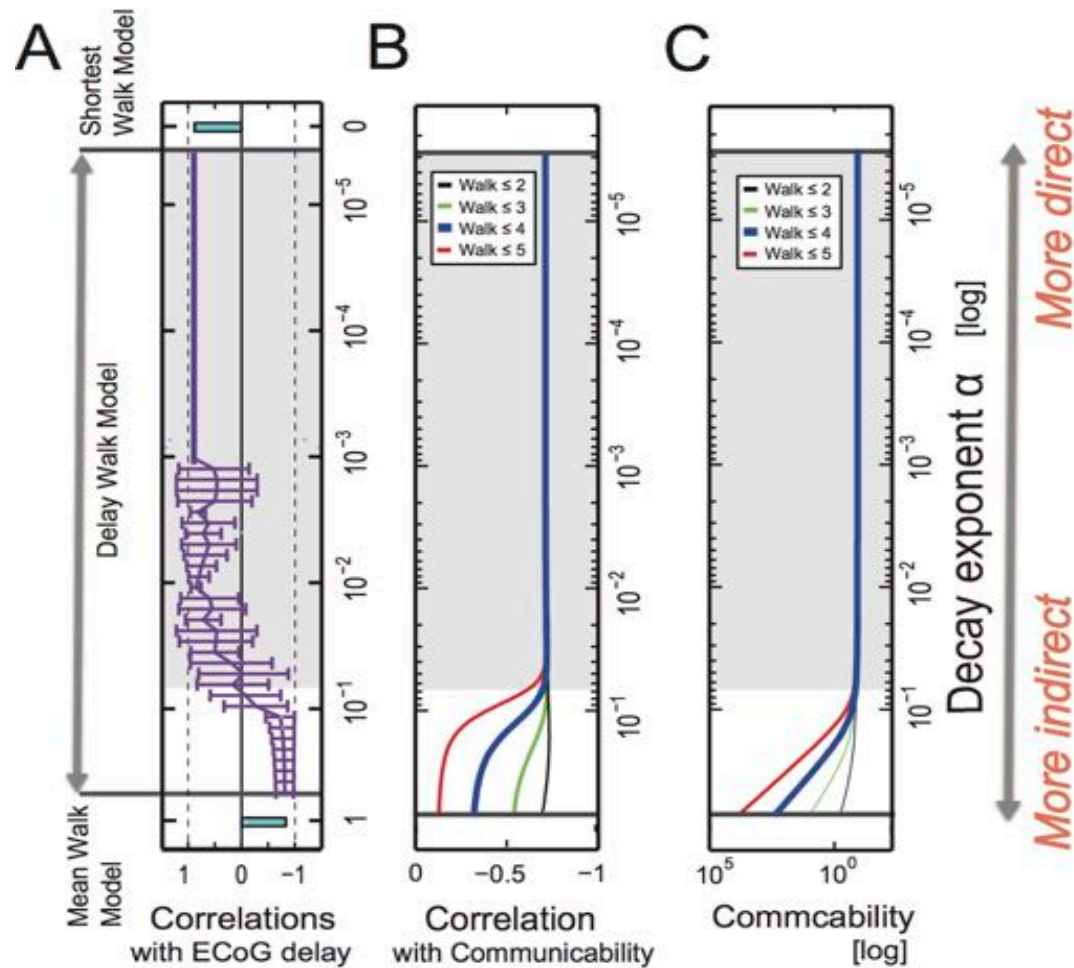 A
B
C
Shortest
Walk Model
Delay Walk Model
Mean Walk
Model
0
10⁻⁵
10⁻⁴
10⁻³
10⁻²
10⁻¹
1
1
0
−1
Correlations
with ECoG delay
Walk ≤ 2
Walk ≤ 3
Walk ≤ 4
Walk ≤ 5
10⁻⁵
10⁻⁴
10⁻³
10⁻²
10⁻¹
0
−0.5
−1
Correlation
with Communicability
Walk ≤ 2
Walk ≤ 3
Walk ≤ 4
Walk ≤ 5
10⁻⁵
10⁻⁴
10⁻³
10⁻²
10⁻¹
10⁵
10⁰
Commcability
[log]
Decay exponent α [log]
More direct
More indirect